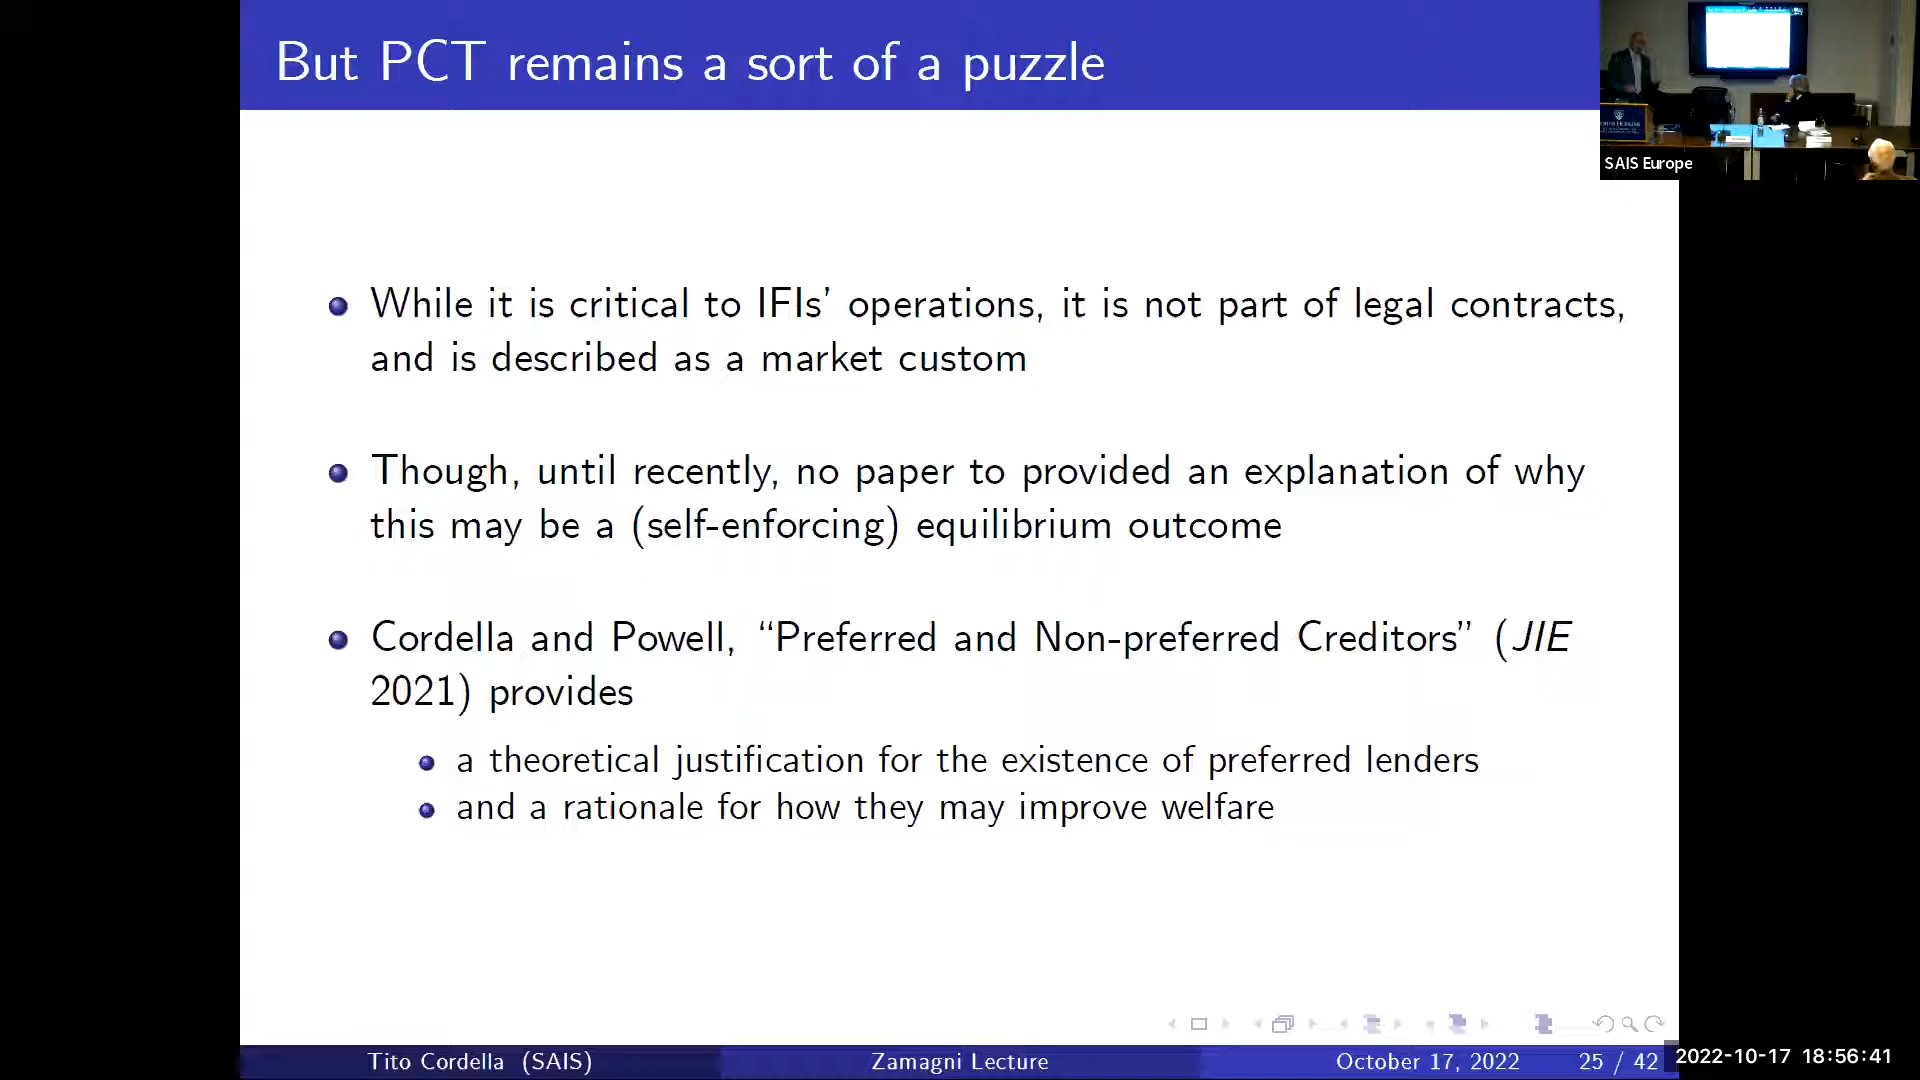 But PCT remains a sort of a puzzle
SAIS Europe
While it is critical to IFIs' operations, it is not part of legal contracts,
and is described as a market custom
Though, until recently, no paper to provided an explanation of why
this may be a (self-enforcing) equilibrium outcome
Cordella and Powell, “Preferred and Non-preferred Creditors” (JIE
2021) provides
a theoretical justification for the existence of preferred lenders
and a rationale for how they may improve welfare
Tito Cordella (SAIS)
Zamagni Lecture
October 17, 2022
25 / 42
2022-10-17 18:56:41